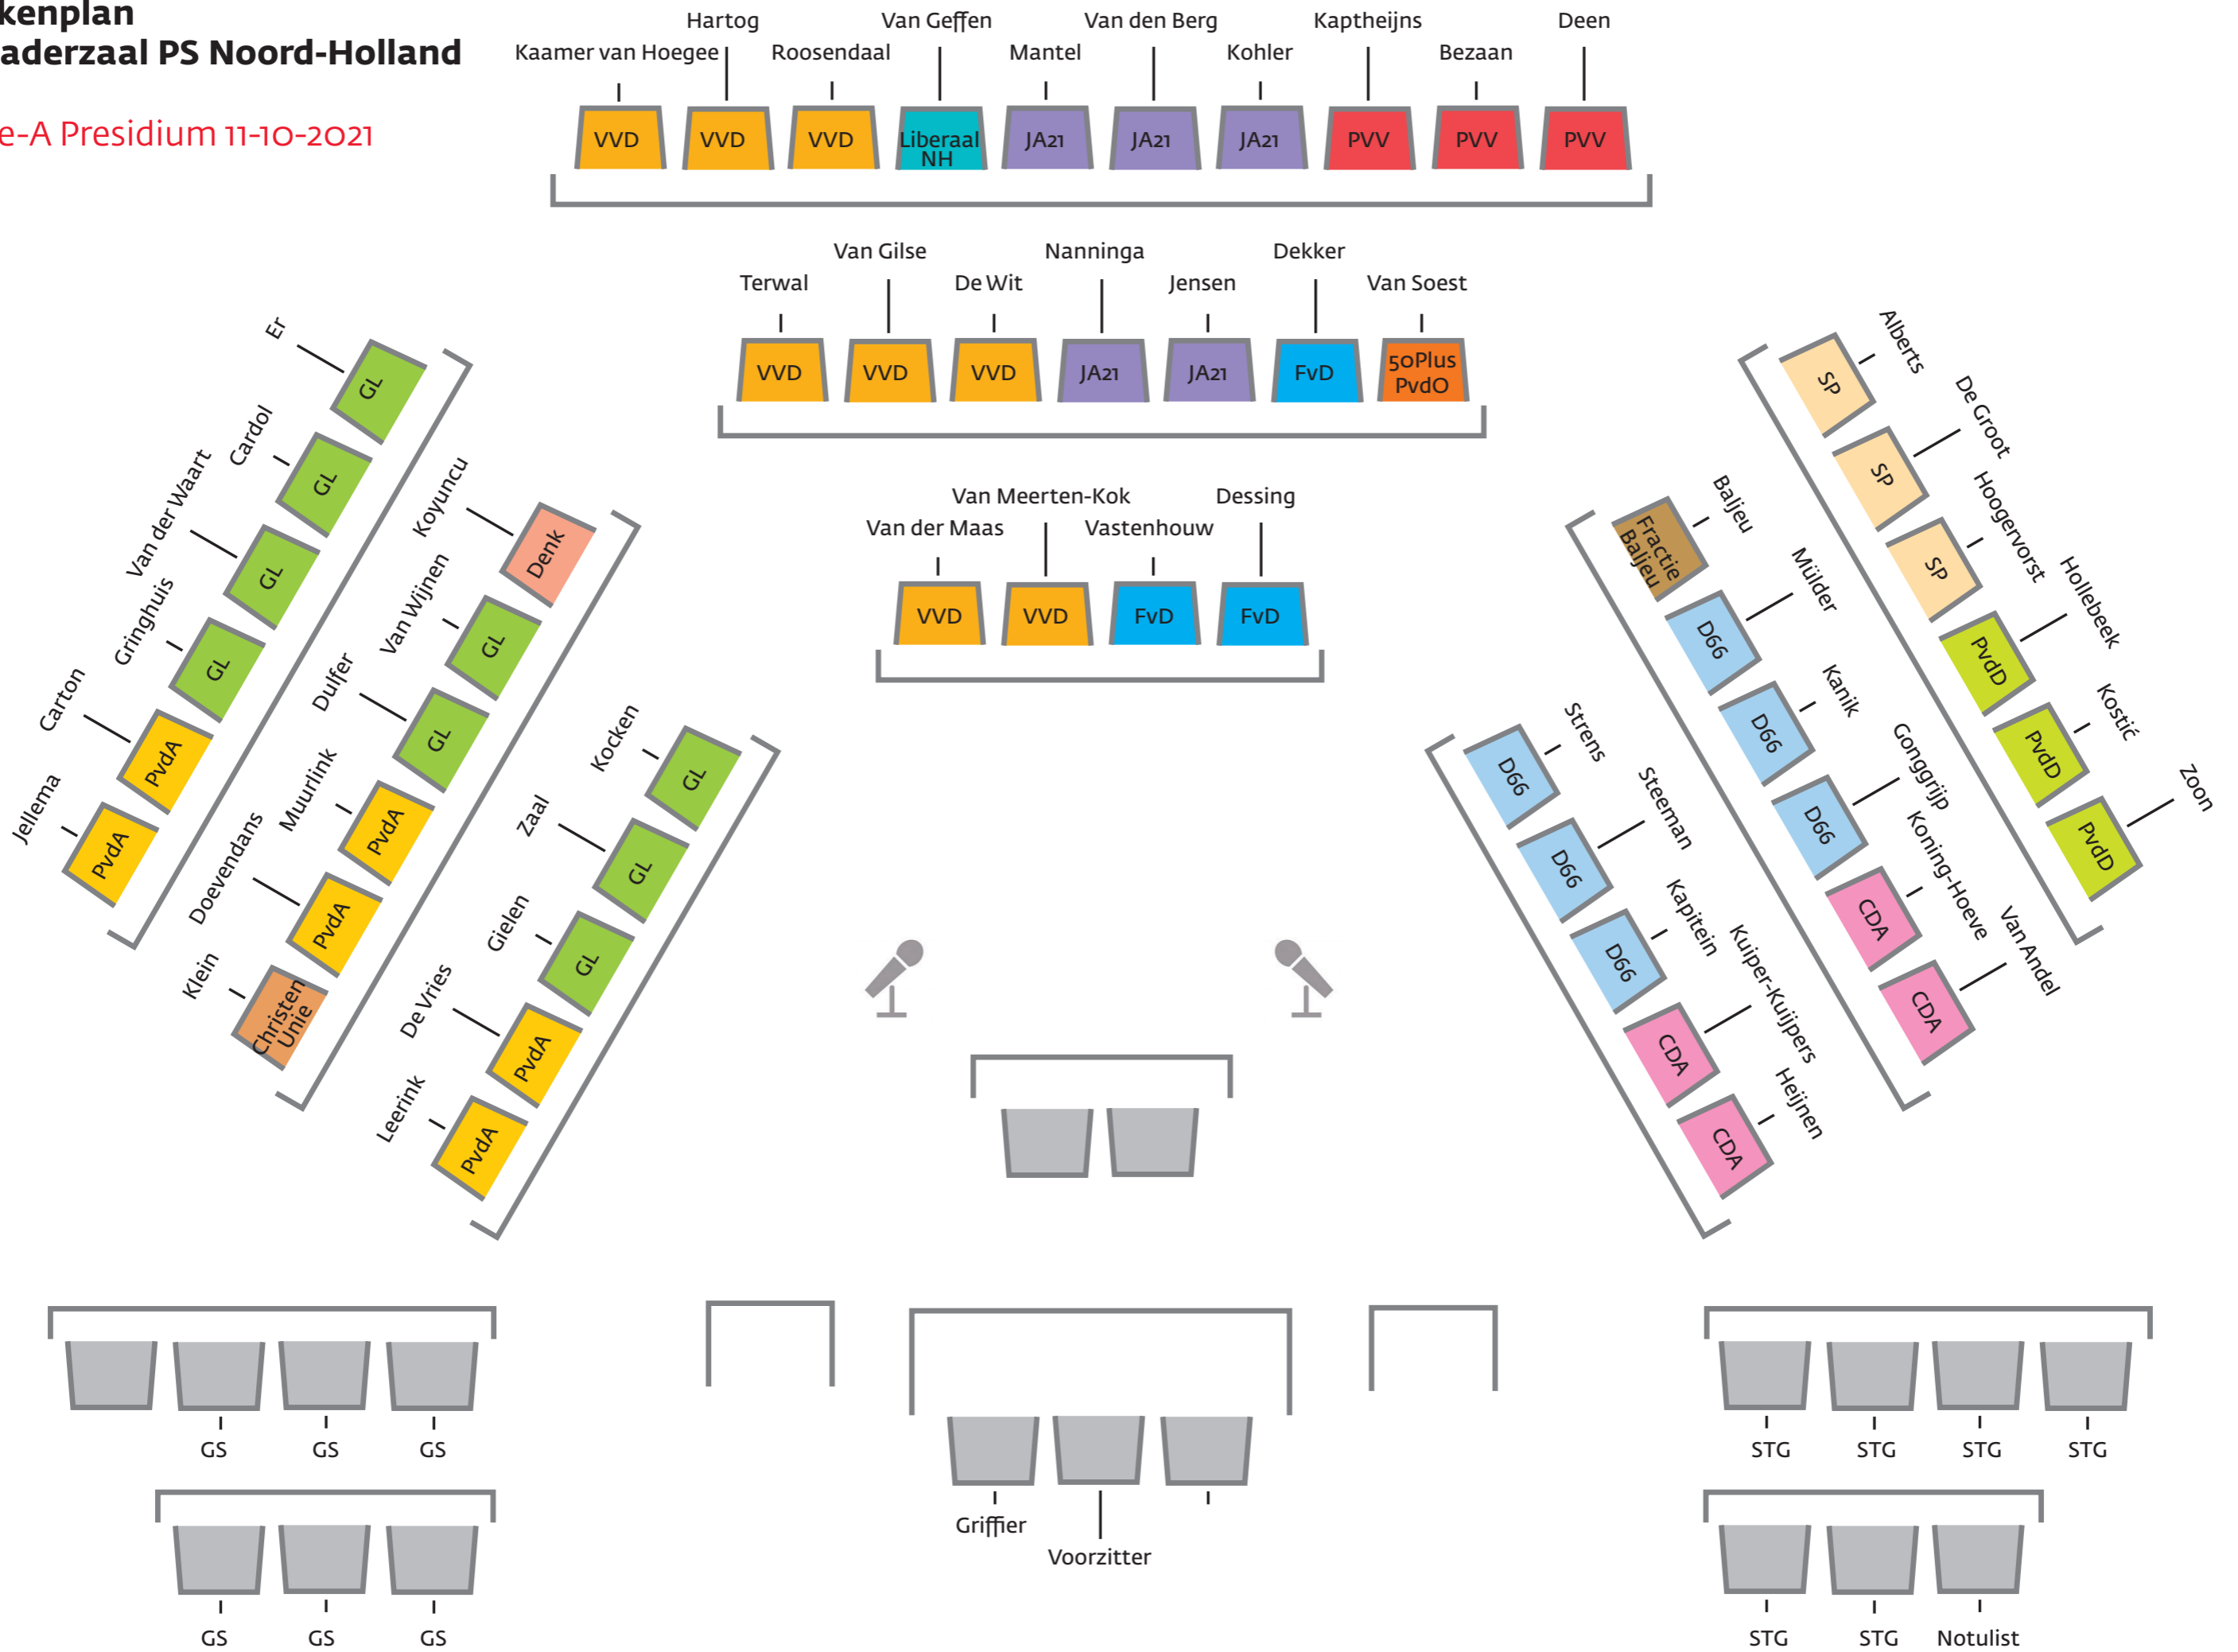 kenplan
aderzaal PS Noord-Holland
e-A Presidium 11-10-2021
Hartog
Van Geffen
Van den Berg
Kaptheijns
Deen
Kaamer van Hoegee
Roosendaal
Mantel
Kohler
Bezaan
VVD
VVD
VVD
Liberaal
NH
JA21
JA21
JA21
PVV
PVV
PVV
Van Gilse
Nanninga
Dekker
Terwal
De Wit
Jensen
Van Soest
VVD
VVD
VVD
JA21
JA21
FvD
50Plus
PvdO
Van Meerten-Kok
Dessing
Van der Maas
Vastenhouw
VVD
VVD
FvD
FvD
Er
GL
Cardol
GL
Van der Waart
GL
Gringhuis
GL
Carton
PvdA
Jellema
PvdA
Koyuncu
Denk
Van Wijnen
GL
Dulfer
GL
Muurlink
PvdA
Doevendans
PvdA
Klein
Christen
Unie
Kocken
GL
Zaal
GL
Gielen
GL
De Vries
PvdA
Leerink
PvdA
Strens
D66
Steeman
D66
Kapitein
D66
Kuiper-Kuijpers
CDA
Heijnen
CDA
Baljeu
Fractie
Baljeu
Mülder
D66
Kanik
D66
Gonggrijp
D66
Koning-Hoeve
CDA
Van Andel
CDA
Alberts
SP
De Groot
SP
Hoogervorst
SP
Hollebeek
PvdD
Kostić
PvdD
Zoon
PvdD
GS
GS
GS
STG
STG
STG
STG
Griffier
Voorzitter
GS
GS
GS
STG
STG
Notulist